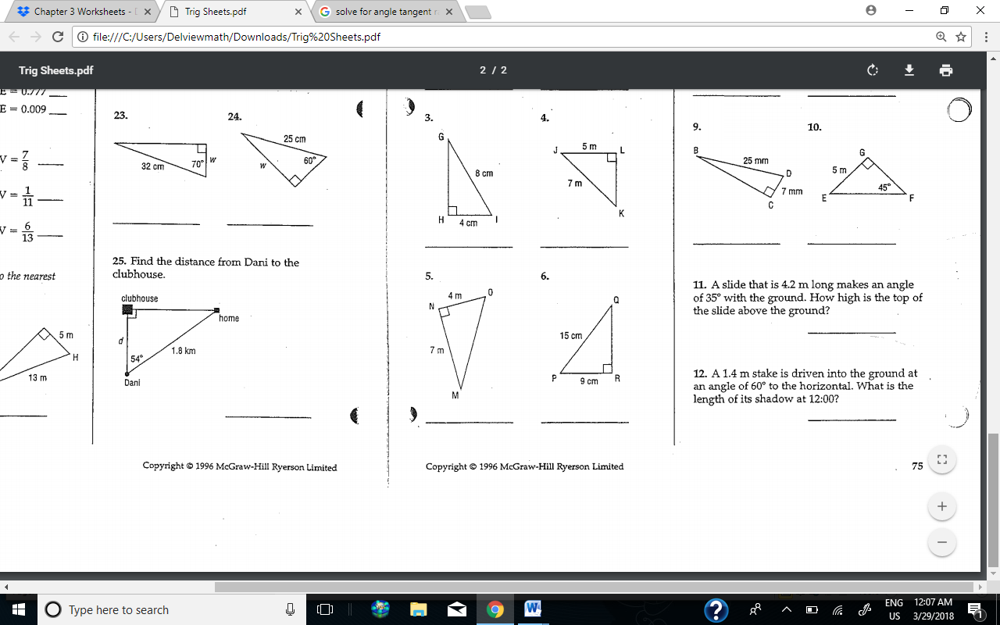 Chapter 3 Worksheets - D
Trig Sheets.pdf
solve for angle tangent r
file:///C:/Users/Delviewmath/Downloads/Trig%20Sheets.pdf
Trig Sheets.pdf
2 / 2
E = 0.777
E = 0.009
V = 7/8
V = 1/11
V = 6/13
o the nearest
5 m
H
13 m
23.
32 cm
70°
w
24.
25 cm
w
60°
25. Find the distance from Dani to the
clubhouse.
clubhouse
home
d
1.8 km
54°
Dani
Copyright © 1996 McGraw-Hill Ryerson Limited
3.
G
8 cm
H
4 cm
I
4.
J
5 m
L
7 m
K
5.
4 m
O
N
7 m
M
6.
Q
15 cm
P
9 cm
R
Copyright © 1996 McGraw-Hill Ryerson Limited
9.
B
25 mm
D
7 mm
C
10.
G
5 m
45°
E
F
11. A slide that is 4.2 m long makes an angle
of 35° with the ground. How high is the top of
the slide above the ground?
12. A 1.4 m stake is driven into the ground at
an angle of 60° to the horizontal. What is the
length of its shadow at 12:00?
75
Type here to search
ENG
US
12:07 AM
3/29/2018
1